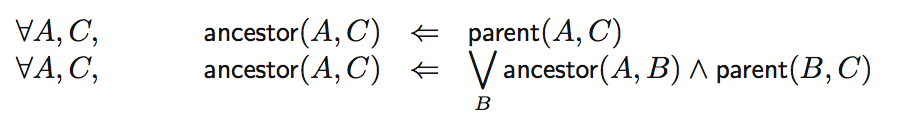 ∀A, C, ancestor(A, C) ⇐ parent(A, C)
∀A, C, ancestor(A, C) ⇐ ⋁ ancestor(A, B) ∧ parent(B, C)
B